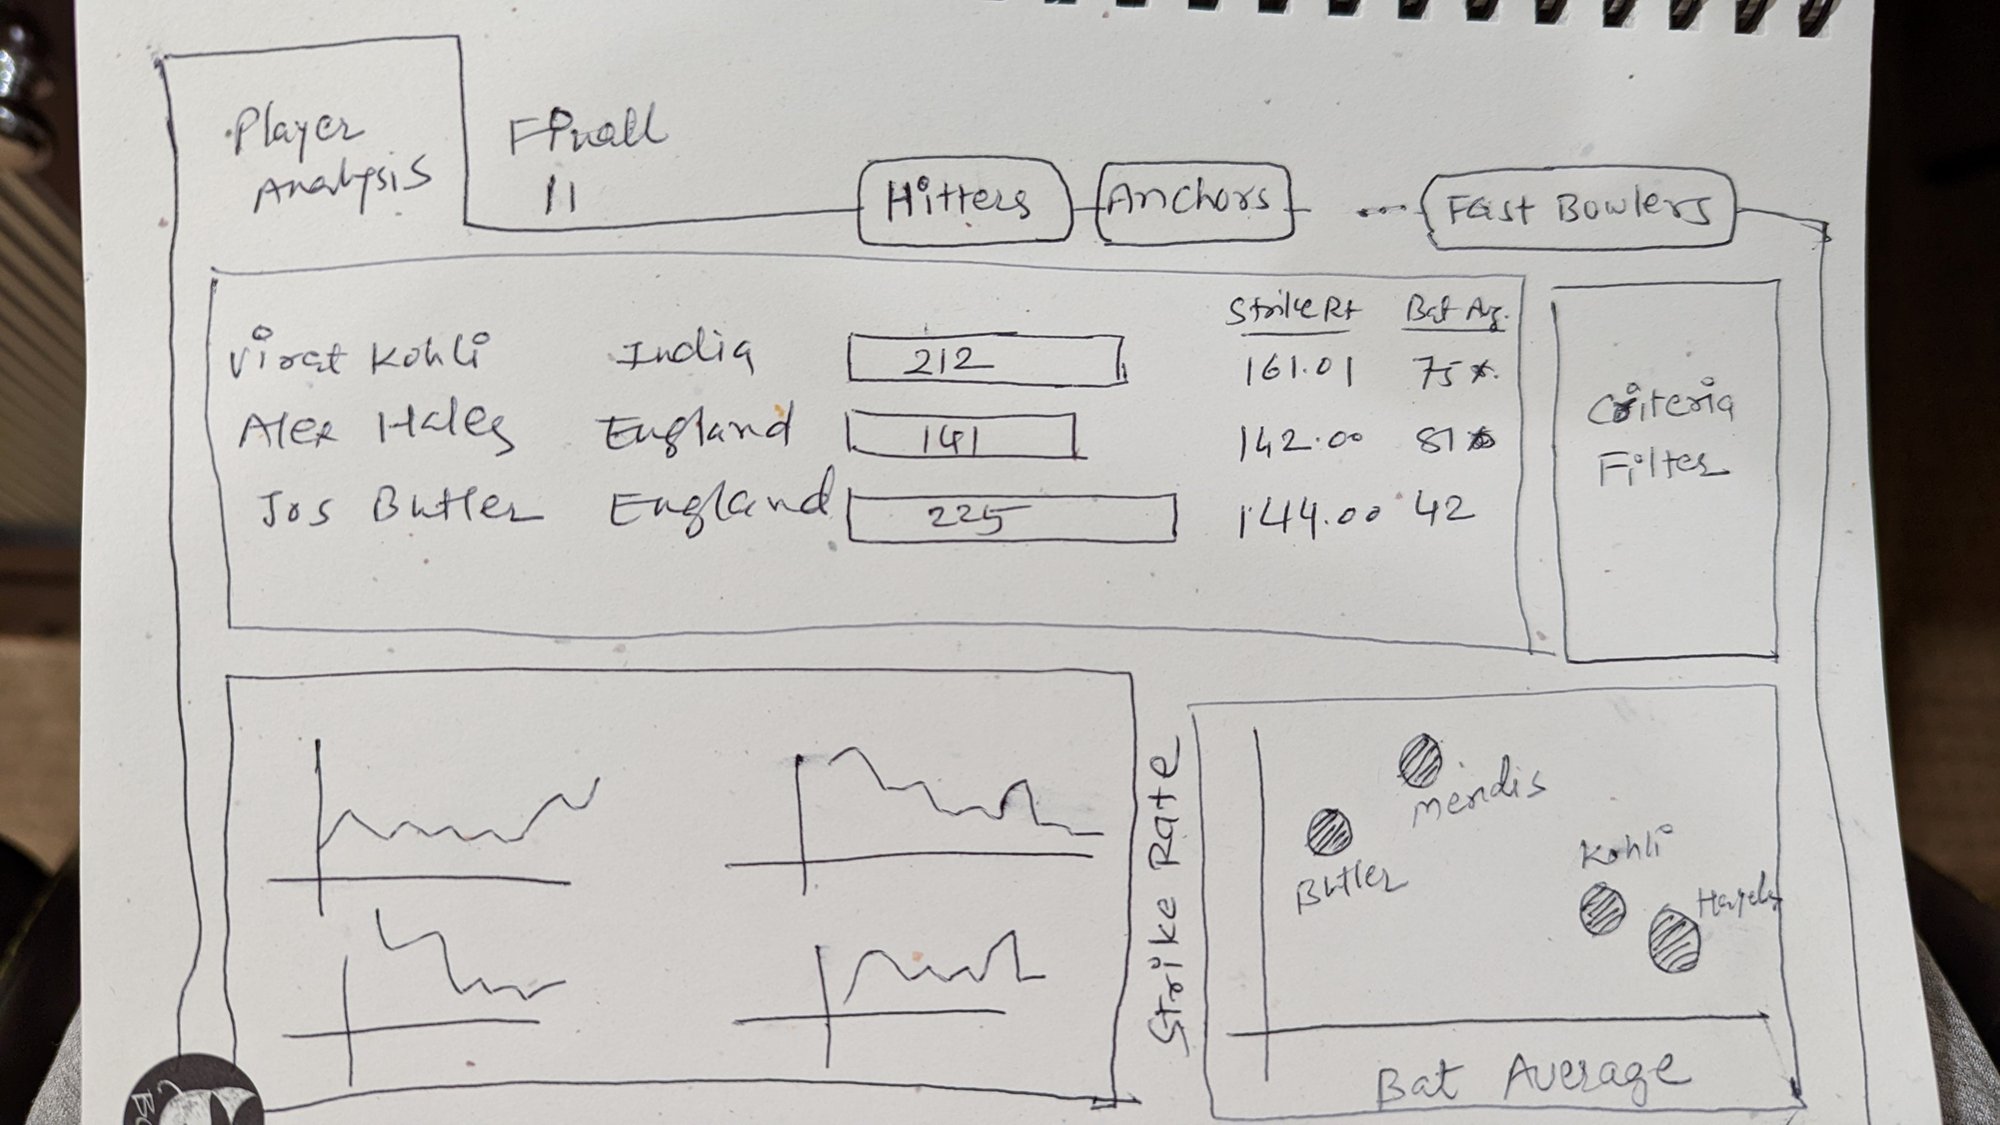 Player
Analysis
Final
11
Hitters
Anchors
... Fast Bowlers
Strike Rt Bat Avg.
Virat Kohli India 212 161.01 75*.
Alex Hales England 141 142.00 81*
Jos Butler England 225 144.00 42
Criteria
Filter
Strike Rate
Mendis
Butler
Kohli
Bat Average